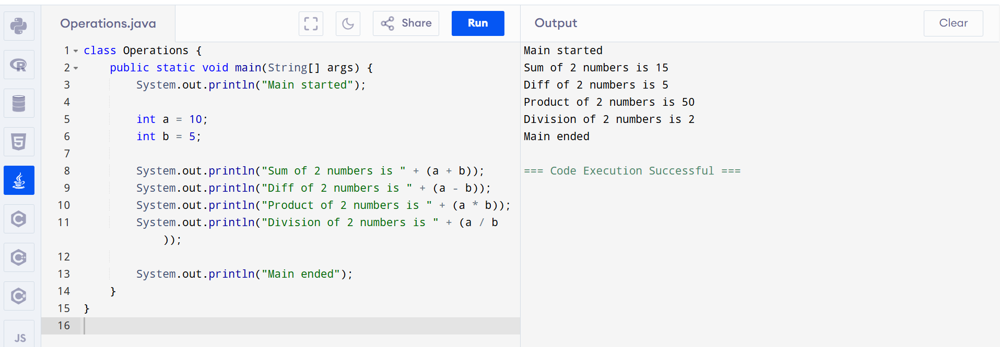 Operations.java
Share
Run
Output
Clear
1 class Operations {
2     public static void main(String[] args) {
3         System.out.println("Main started");
4
5         int a = 10;
6         int b = 5;
7
8         System.out.println("Sum of 2 numbers is " + (a + b));
9         System.out.println("Diff of 2 numbers is " + (a - b));
10         System.out.println("Product of 2 numbers is " + (a * b));
11         System.out.println("Division of 2 numbers is " + (a / b
            ));
12
13         System.out.println("Main ended");
14     }
15 }
16
Main started
Sum of 2 numbers is 15
Diff of 2 numbers is 5
Product of 2 numbers is 50
Division of 2 numbers is 2
Main ended
=== Code Execution Successful ===
R
5
C
C++
C#
JS